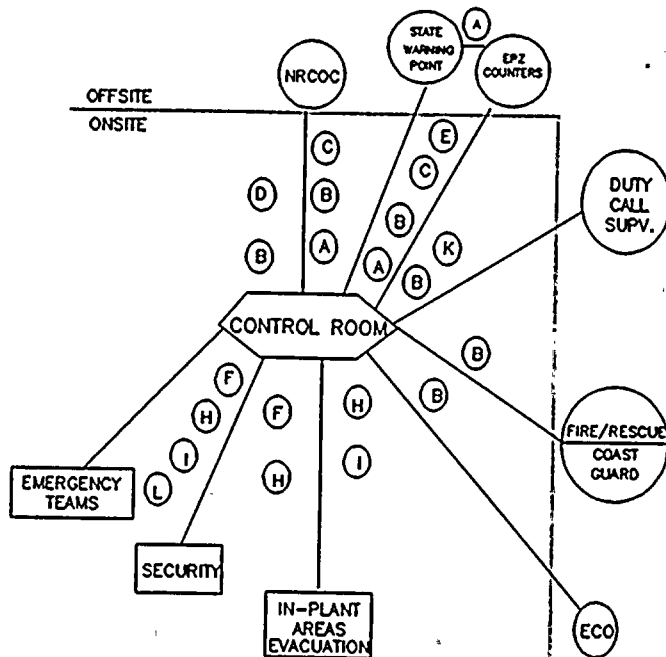 STATE
WARNING
POINT
A
EPZ
COUNTERS
NRCOC
OFFSITE
ONSITE
C
E
D
B
C
B
A
B
A
K
B
DUTY
CALL
SUPV.
CONTROL ROOM
B
B
F
H
I
L
F
H
H
I
FIRE/RESCUE
COAST
GUARD
EMERGENCY
TEAMS
SECURITY
IN-PLANT
AREAS
EVACUATION
ECO